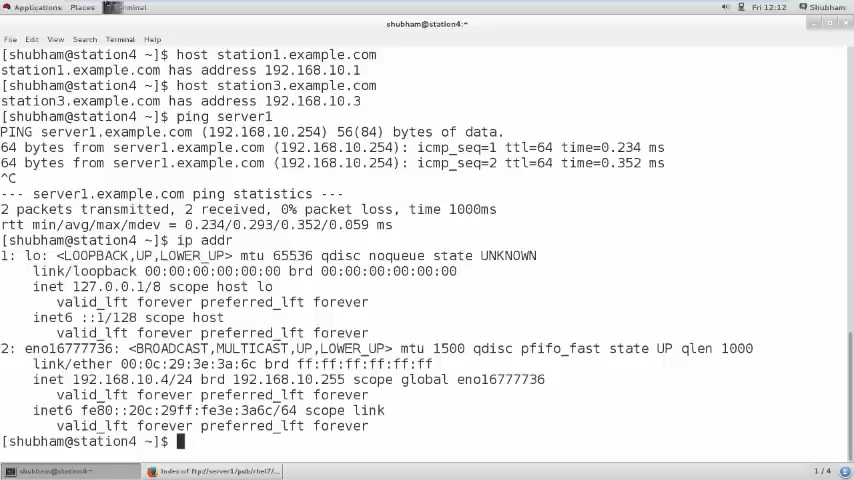 Applications Places Terminal Fri 12:12 Shubham
shubham@station4:~
File Edit View Search Terminal Help
[shubham@station4 ~]$ host station1.example.com
station1.example.com has address 192.168.10.1
[shubham@station4 ~]$ host station3.example.com
station3.example.com has address 192.168.10.3
[shubham@station4 ~]$ ping server1
PING server1.example.com (192.168.10.254) 56(84) bytes of data.
64 bytes from server1.example.com (192.168.10.254): icmp_seq=1 ttl=64 time=0.234 ms
64 bytes from server1.example.com (192.168.10.254): icmp_seq=2 ttl=64 time=0.352 ms
^C
--- server1.example.com ping statistics ---
2 packets transmitted, 2 received, 0% packet loss, time 1000ms
rtt min/avg/max/mdev = 0.234/0.293/0.352/0.059 ms
[shubham@station4 ~]$ ip addr
1: lo: <LOOPBACK,UP,LOWER_UP> mtu 65536 qdisc noqueue state UNKNOWN
link/loopback 00:00:00:00:00:00 brd 00:00:00:00:00:00
inet 127.0.0.1/8 scope host lo
valid_lft forever preferred_lft forever
inet6 ::1/128 scope host
valid_lft forever preferred_lft forever
2: eno16777736: <BROADCAST,MULTICAST,UP,LOWER_UP> mtu 1500 qdisc pfifo_fast state UP qlen 1000
link/ether 00:0c:29:3e:3a:6c brd ff:ff:ff:ff:ff:ff
inet 192.168.10.4/24 brd 192.168.10.255 scope global eno16777736
valid_lft forever preferred_lft forever
inet6 fe80::20c:29ff:fe3e:3a6c/64 scope link
valid_lft forever preferred_lft forever
[shubham@station4 ~]$
shubham@station4:~ Index of ftp://server1/pub/rhel7/... 1 / 4